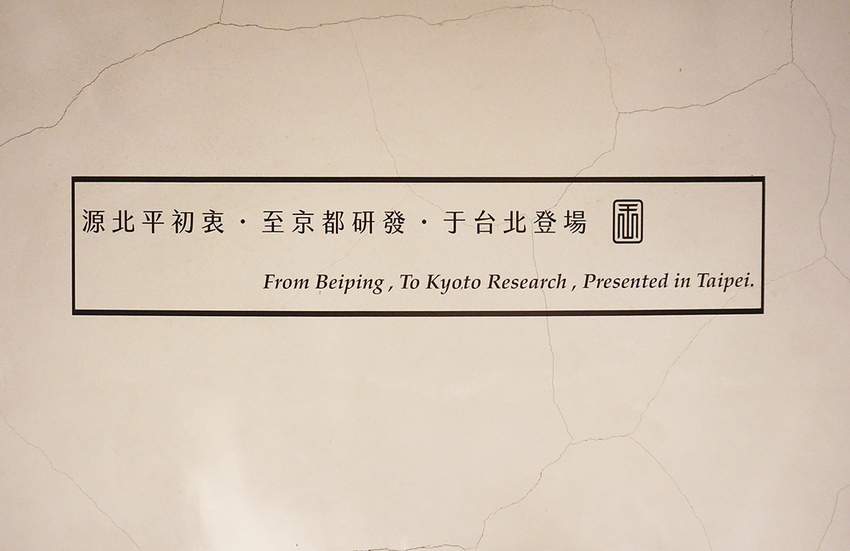 源北平初衷・至京都研發・于台北登場
From Beiping , To Kyoto Research , Presented in Taipei.